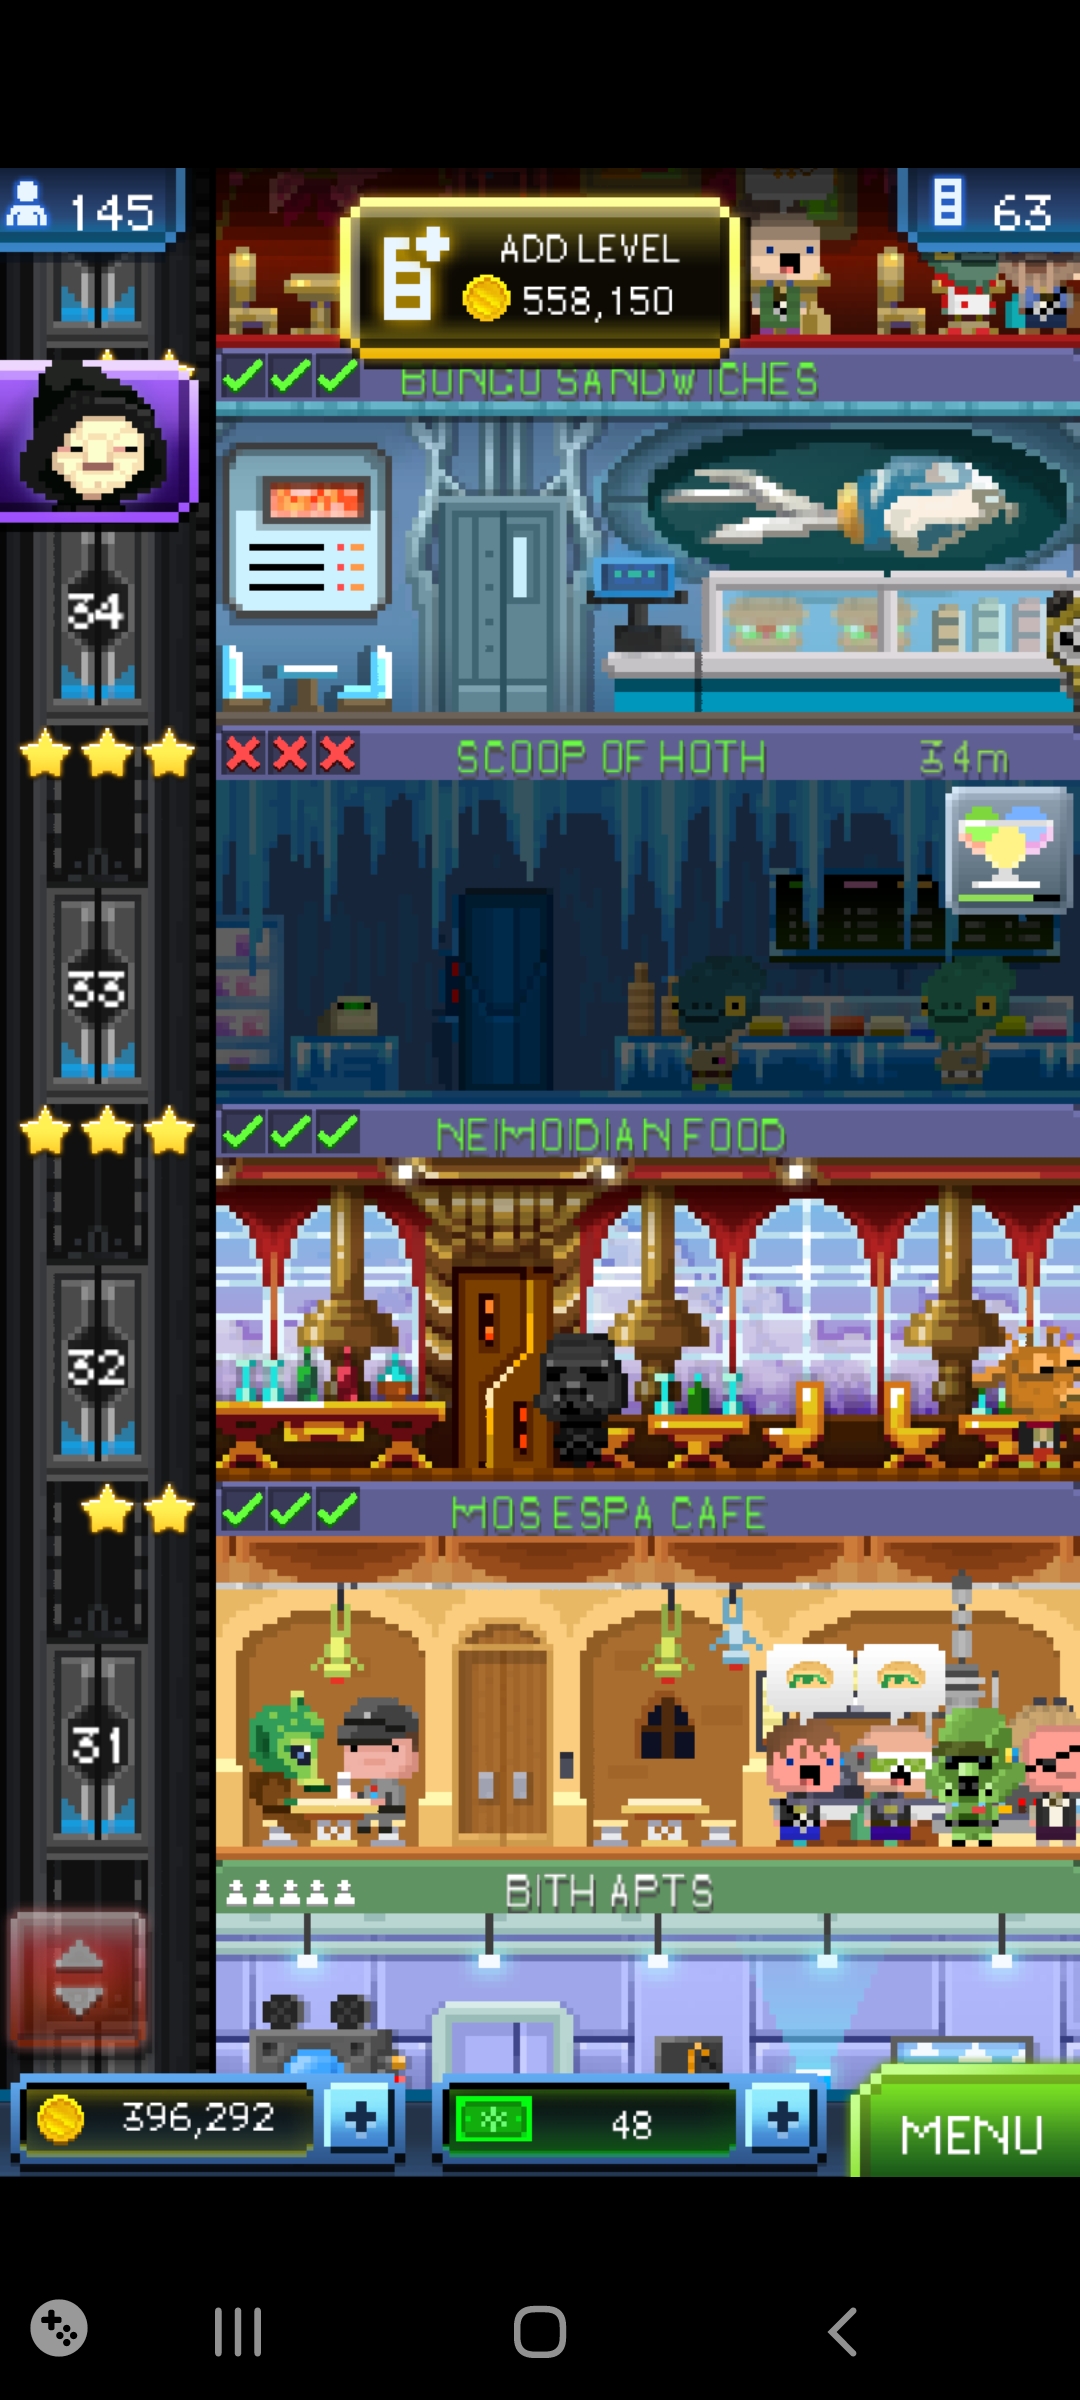 145
63
ADD LEVEL
558,150
BONGO SANDWICHES
34
SCOOP OF HOTH
34m
33
NEIMOIDIAN FOOD
32
MOS ESPA CAFE
31
BITH APTS
396,292
48
MENU